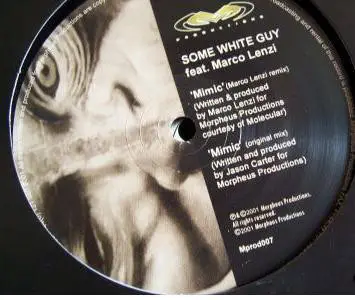 PRODUCTIONS
SOME WHITE GUY
feat. Marco Lenzi
'Mimic' (Marco Lenzi remix)
(Written & produced
by Marco Lenzi for
Morpheus Productions
courtesy of Molecular)
'Mimic' (original mix)
(Written and produced
by Jason Carter for
Morpheus Productions)
℗&©2001 Morpheus Productions.
All rights reserved.
©2001 Morpheus Productions
Mprod007